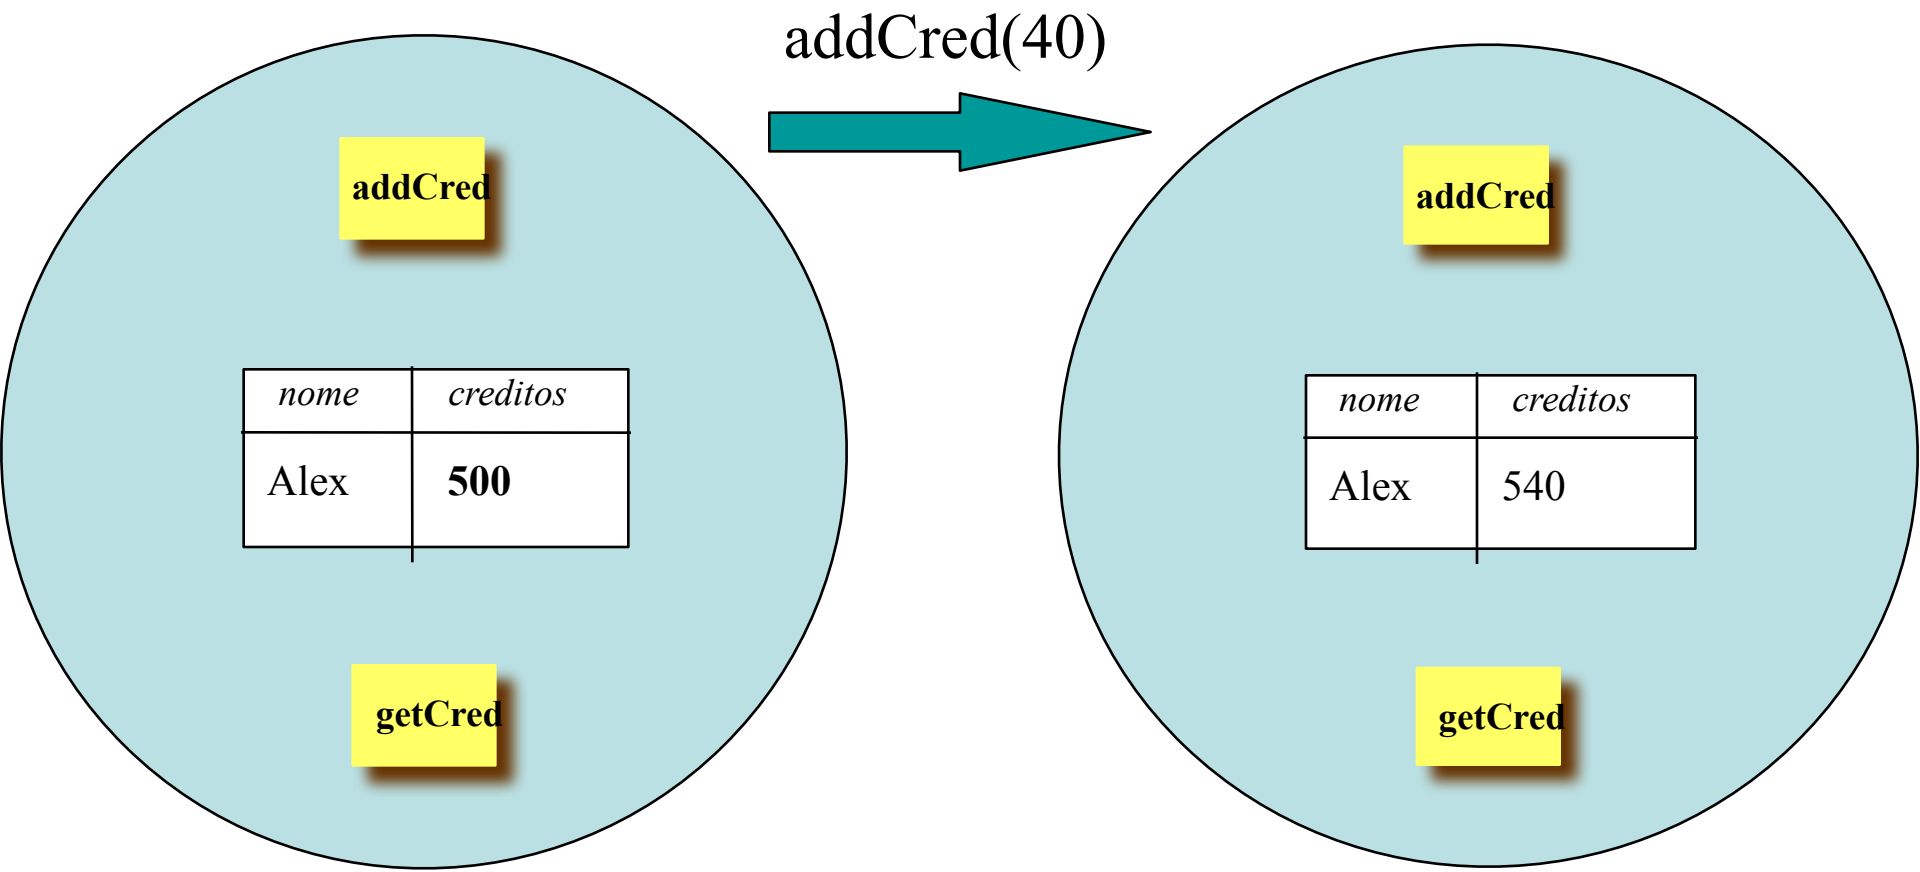 addCred(40)
addCred
nome creditos
Alex 500
getCred
addCred
nome creditos
Alex 540
getCred